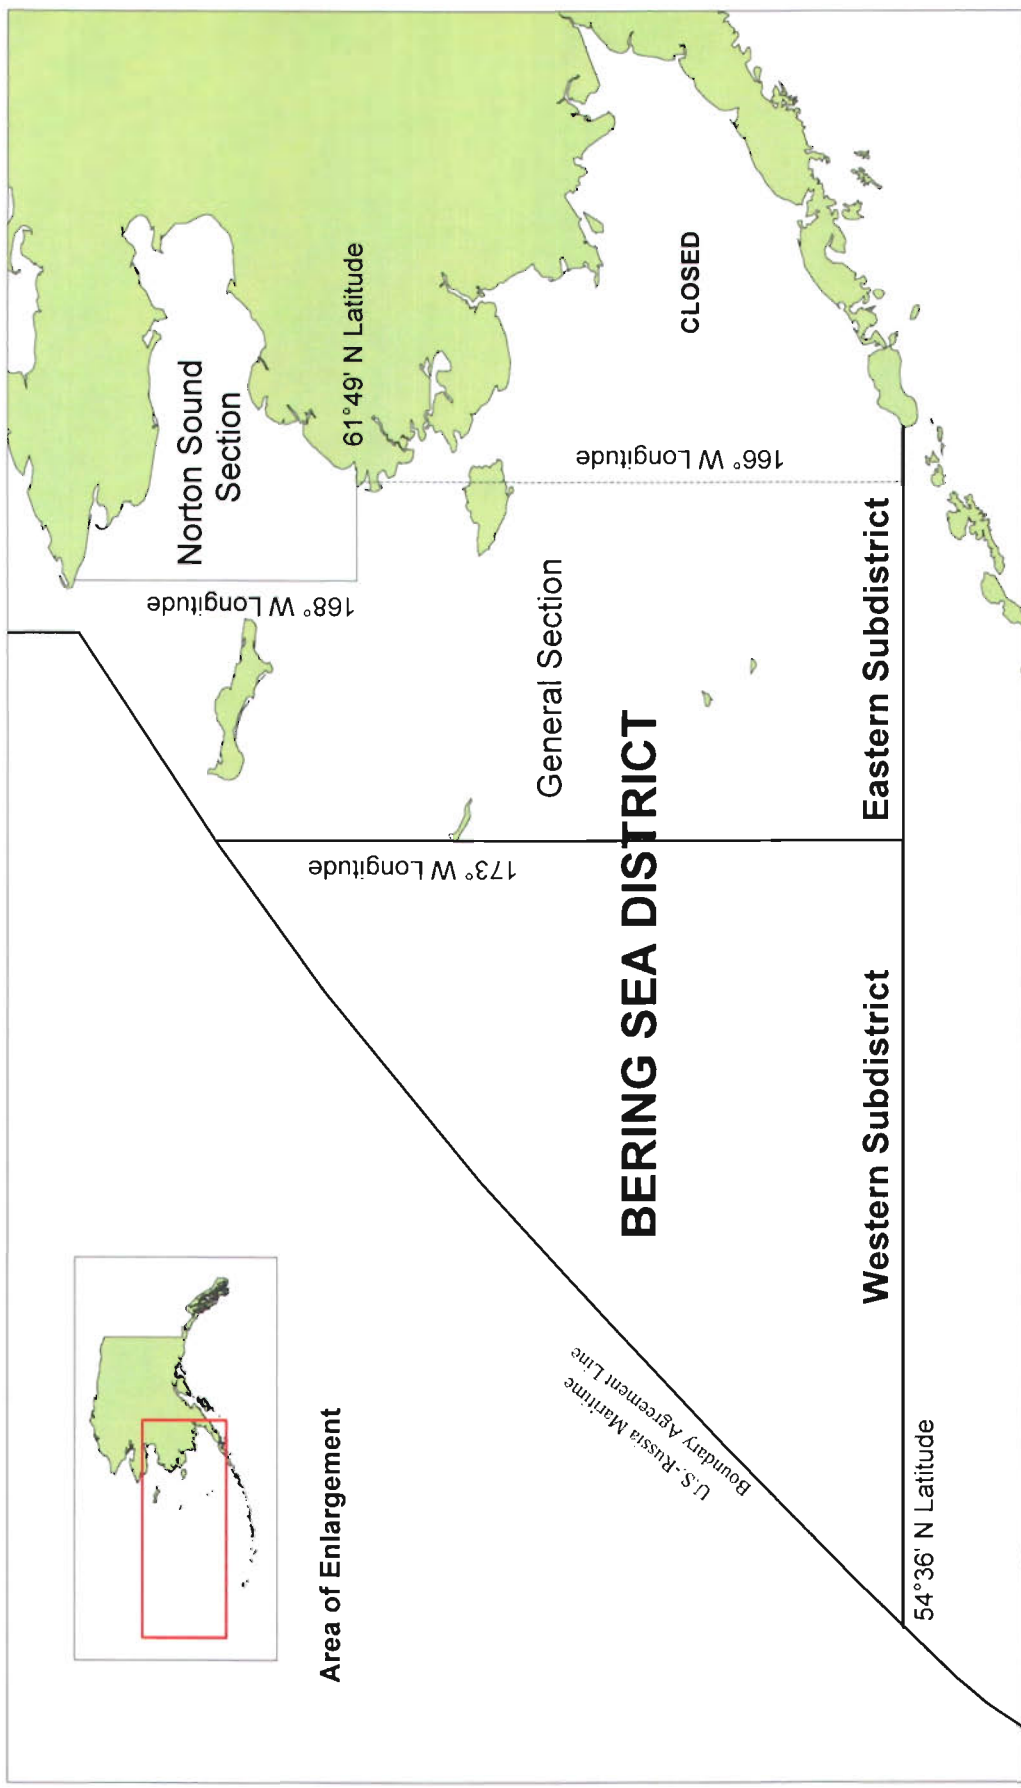 Area of Enlargement
U.S.-Russia Maritime
Boundary Agreement Line
54°36' N Latitude
Western Subdistrict
BERING SEA DISTRICT
173° W Longitude
Eastern Subdistrict
General Section
168° W Longitude
Norton Sound
Section
61°49' N Latitude
166° W Longitude
CLOSED